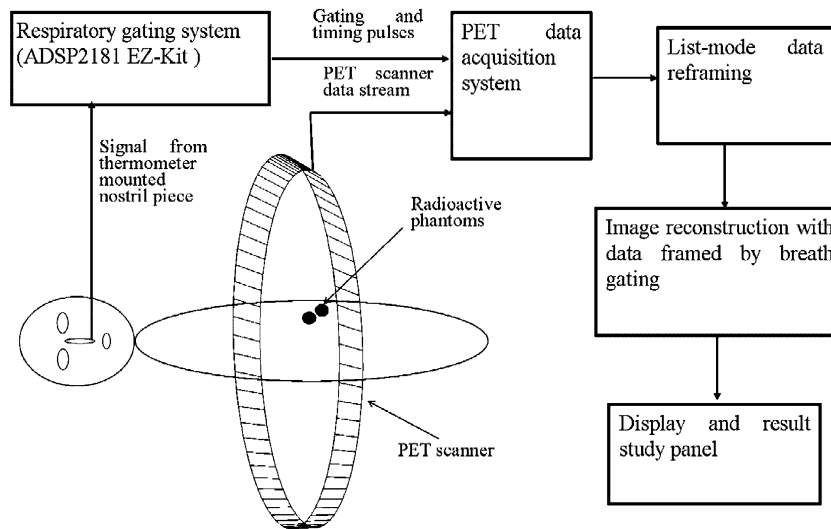 Respiratory gating system
(ADSP2181 EZ-Kit )
Gating and
timing pulses
PET scanner
data stream
PET data
acquisition
system
List-mode data
reframing
Signal from
thermometer
mounted
nostril piece
Radioactive
phantoms
Image reconstruction with
data framed by breath
gating
PET scanner
Display and result
study panel